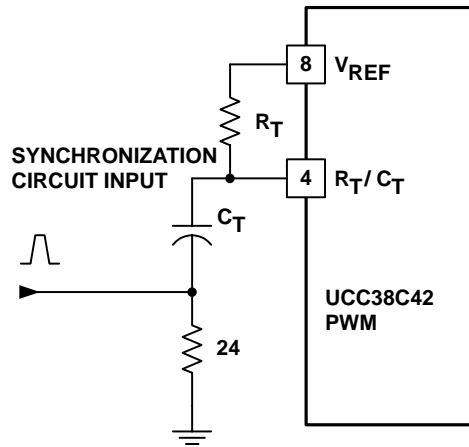 8 VREF
RT
SYNCHRONIZATION
CIRCUIT INPUT
4 RT/ CT
CT
UCC38C42
PWM
24